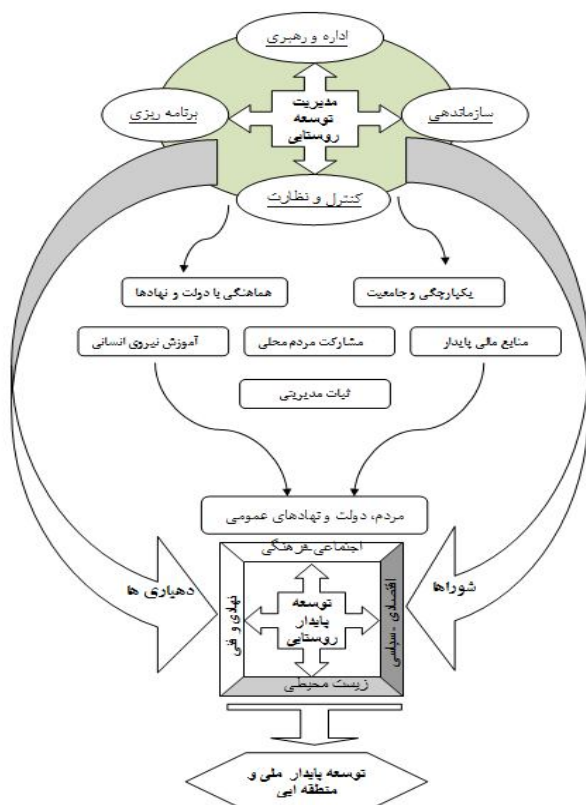 اداره و رهبری
سازماندهی
مدیریت
توسعه
روستایی
برنامه ریزی
کنترل و نظارت
یکپارچگی و جامعیت
هماهنگی با دولت و نهادها
منابع مالی پایدار
مشارکت مردم محلی
آموزش نیروی انسانی
ثبات مدیریتی
مردم، دولت و نهادهای عمومی
اجتماعی-فرهنگی
شوراها
اقتصادی-سیاسی
توسعه
پایدار
روستایی
نهادی و فنی
دهیاری ها
زیست محیطی
توسعه پایدار ملی و
منطقه ایی